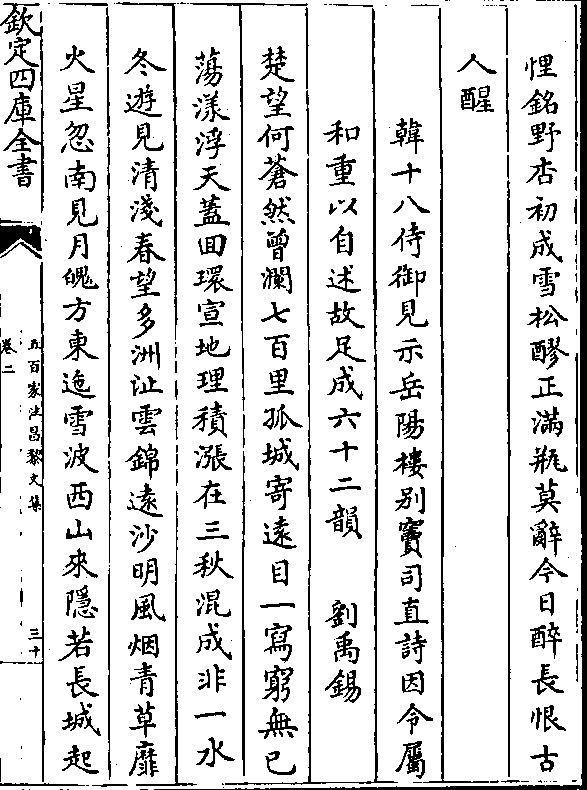 悝銘野杏初成雪松醪正滿瓶莫辭今日醉長恨古
人醒
韓十八侍御見示岳陽樓别竇司直詩因令屬
和重以自述故足成六十二韻　劉禹錫
楚望何蒼然曾瀾七百里孤城寄遠目一寫窮無已
蕩漾浮天蓋囬環宣地理積漲在三秋混成非一水
冬遊見清淺春望多洲沚雲錦遠沙明風烟青草靡
火星忽南見月魄方東迤雪波西山來隱若長城起
欽定四庫全書
五百家注昌黎文集
卷二
三十